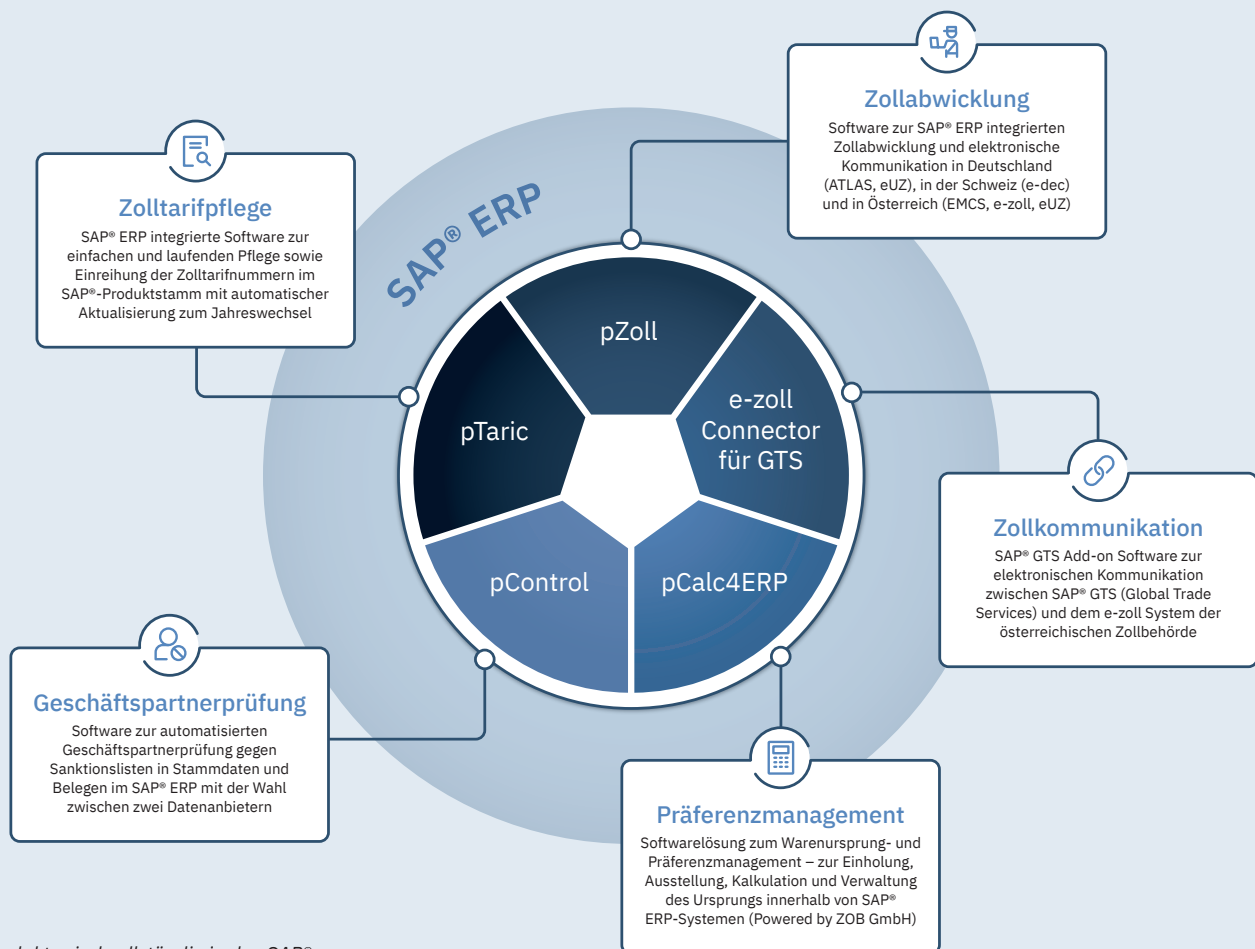 Zollabwicklung
Software zur SAP® ERP integrierten
Zollabwicklung und elektronische
Kommunikation in Deutschland
(ATLAS, eUZ), in der Schweiz (e-dec)
und in Österreich (EMCS, e-zoll, eUZ)
Zolltarifpflege
SAP® ERP integrierte Software zur
einfachen und laufenden Pflege sowie
Einreihung der Zolltarifnummern im
SAP®-Produktstamm mit automatischer
Aktualisierung zum Jahreswechsel
SAP® ERP
pZoll
e-zoll
Connector
für GTS
pTaric
pControl
pCalc4ERP
Zollkommunikation
SAP® GTS Add-on Software zur
elektronischen Kommunikation
zwischen SAP® GTS (Global Trade
Services) und dem e-zoll System der
österreichischen Zollbehörde
Geschäftspartnerprüfung
Software zur automatisierten
Geschäftspartnerprüfung gegen
Sanktionslisten in Stammdaten und
Belegen im SAP® ERP mit der Wahl
zwischen zwei Datenanbietern
Präferenzmanagement
Softwarelösung zum Warenursprung- und
Präferenzmanagement – zur Einholung,
Ausstellung, Kalkulation und Verwaltung
des Ursprungs innerhalb von SAP®
ERP-Systemen (Powered by ZOB GmbH)